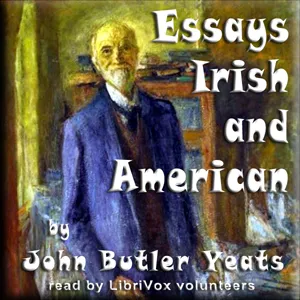 Essays
Irish
and
American
by
John Butler Yeats
read by LibriVox volunteers